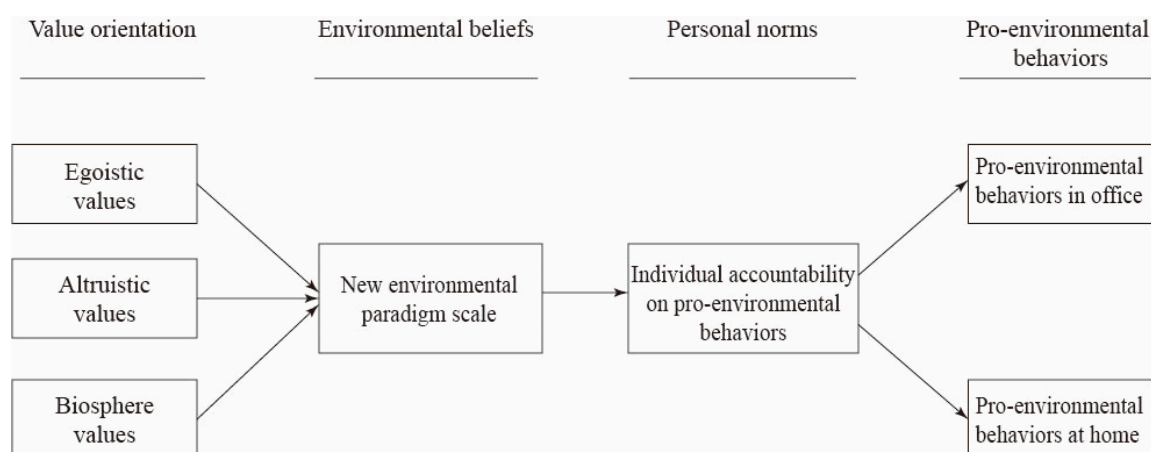 Value orientation
Environmental beliefs
Personal norms
Pro-environmental
behaviors
Egoistic
values
Altruistic
values
Biosphere
values
New environmental
paradigm scale
Individual accountability
on pro-environmental
behaviors
Pro-environmental
behaviors in office
Pro-environmental
behaviors at home